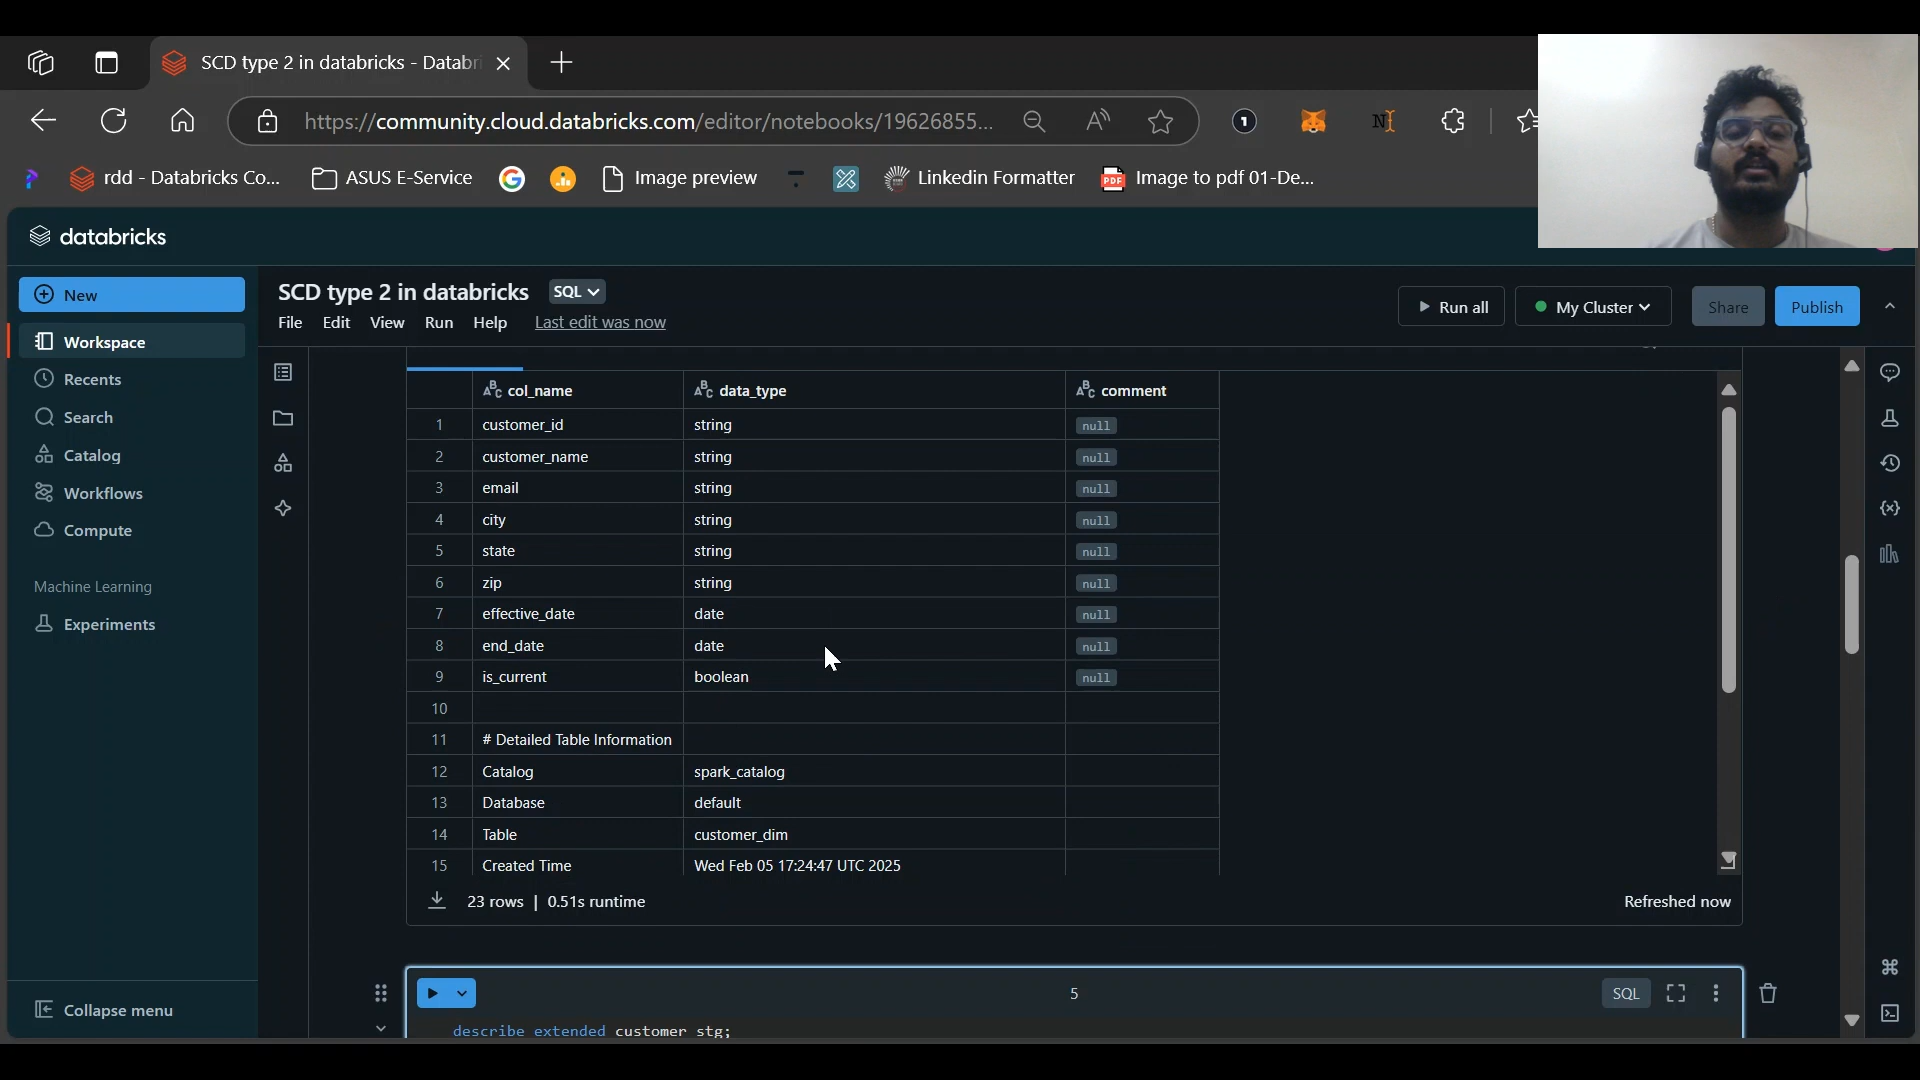 SCD type 2 in databricks - Databri
https://community.cloud.databricks.com/editor/notebooks/19626855...
rdd - Databricks Co...
ASUS E-Service
Image preview
Linkedin Formatter
PDF
Image to pdf 01-De...
databricks
New
Workspace
Recents
Search
Catalog
Workflows
Compute
Machine Learning
Experiments
Collapse menu
SCD type 2 in databricks SQL
File Edit View Run Help Last edit was now
Run all My Cluster Share Publish
col_name data_type comment
1 customer_id string null
2 customer_name string null
3 email string null
4 city string null
5 state string null
6 zip string null
7 effective_date date null
8 end_date date null
9 is_current boolean null
10
11 # Detailed Table Information
12 Catalog spark_catalog
13 Database default
14 Table customer_dim
15 Created Time Wed Feb 05 17:24:47 UTC 2025
23 rows | 0.51s runtime Refreshed now
5 SQL
describe extended customer_stg;